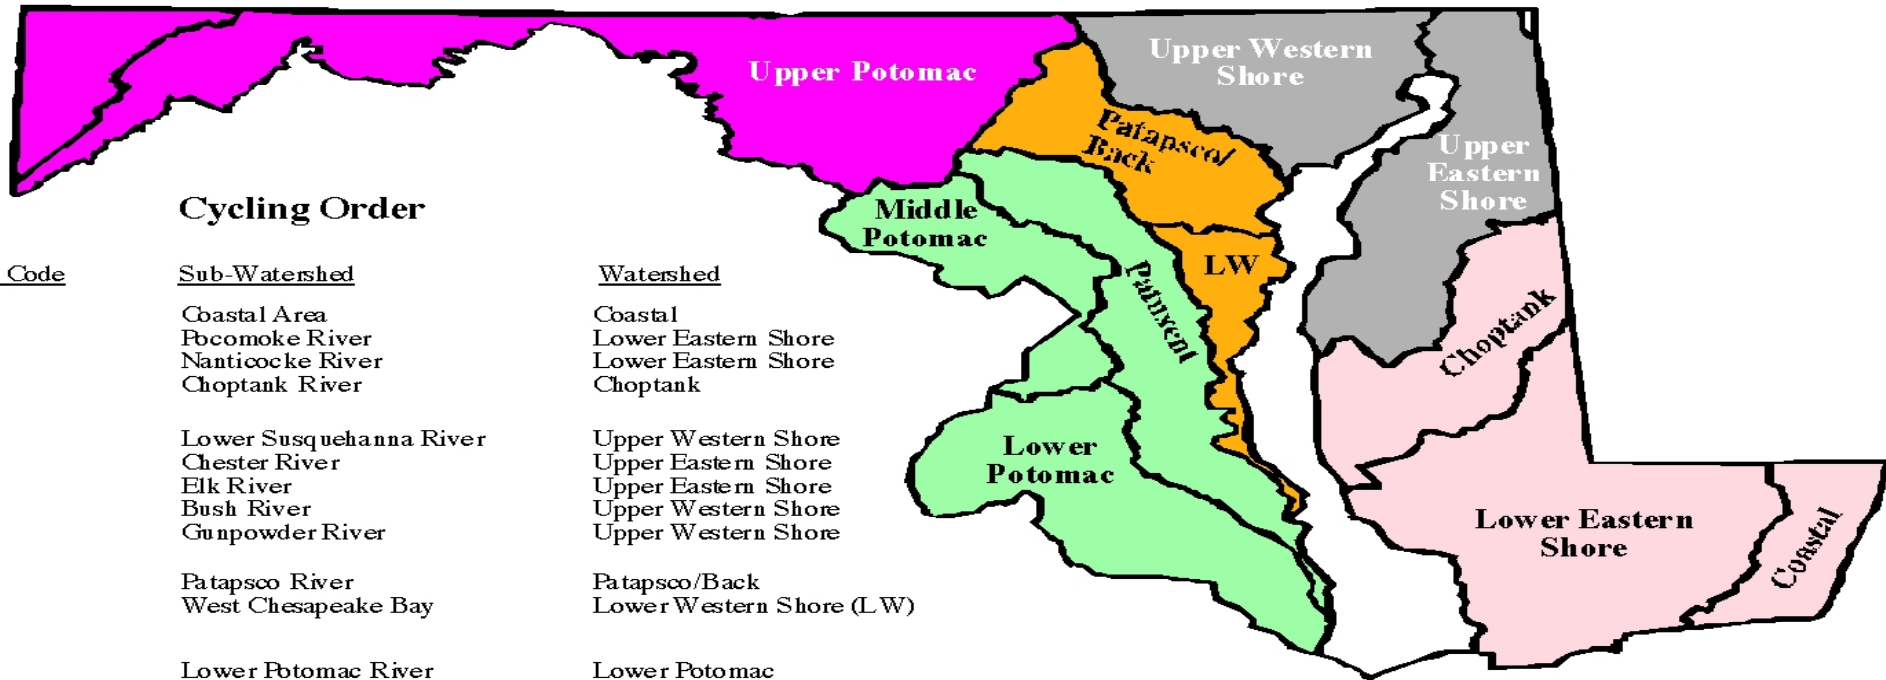 Upper Potomac
Upper Western
Shore
Patapsco/
Back
Upper
Eastern
Shore
Middle
Potomac
LW
Patuxent
Choptank
Lower
Potomac
Lower Eastern
Shore
Coastal
Cycling Order
Code Sub-Watershed Watershed
Coastal Area Coastal
Pocomoke River Lower Eastern Shore
Nanticocke River Lower Eastern Shore
Choptank River Choptank
Lower Susquehanna River Upper Western Shore
Chester River Upper Eastern Shore
Elk River Upper Eastern Shore
Bush River Upper Western Shore
Gunpowder River Upper Western Shore
Patapsco River Patapsco/Back
West Chesapeake Bay Lower Western Shore (LW)
Lower Potomac River Lower Potomac